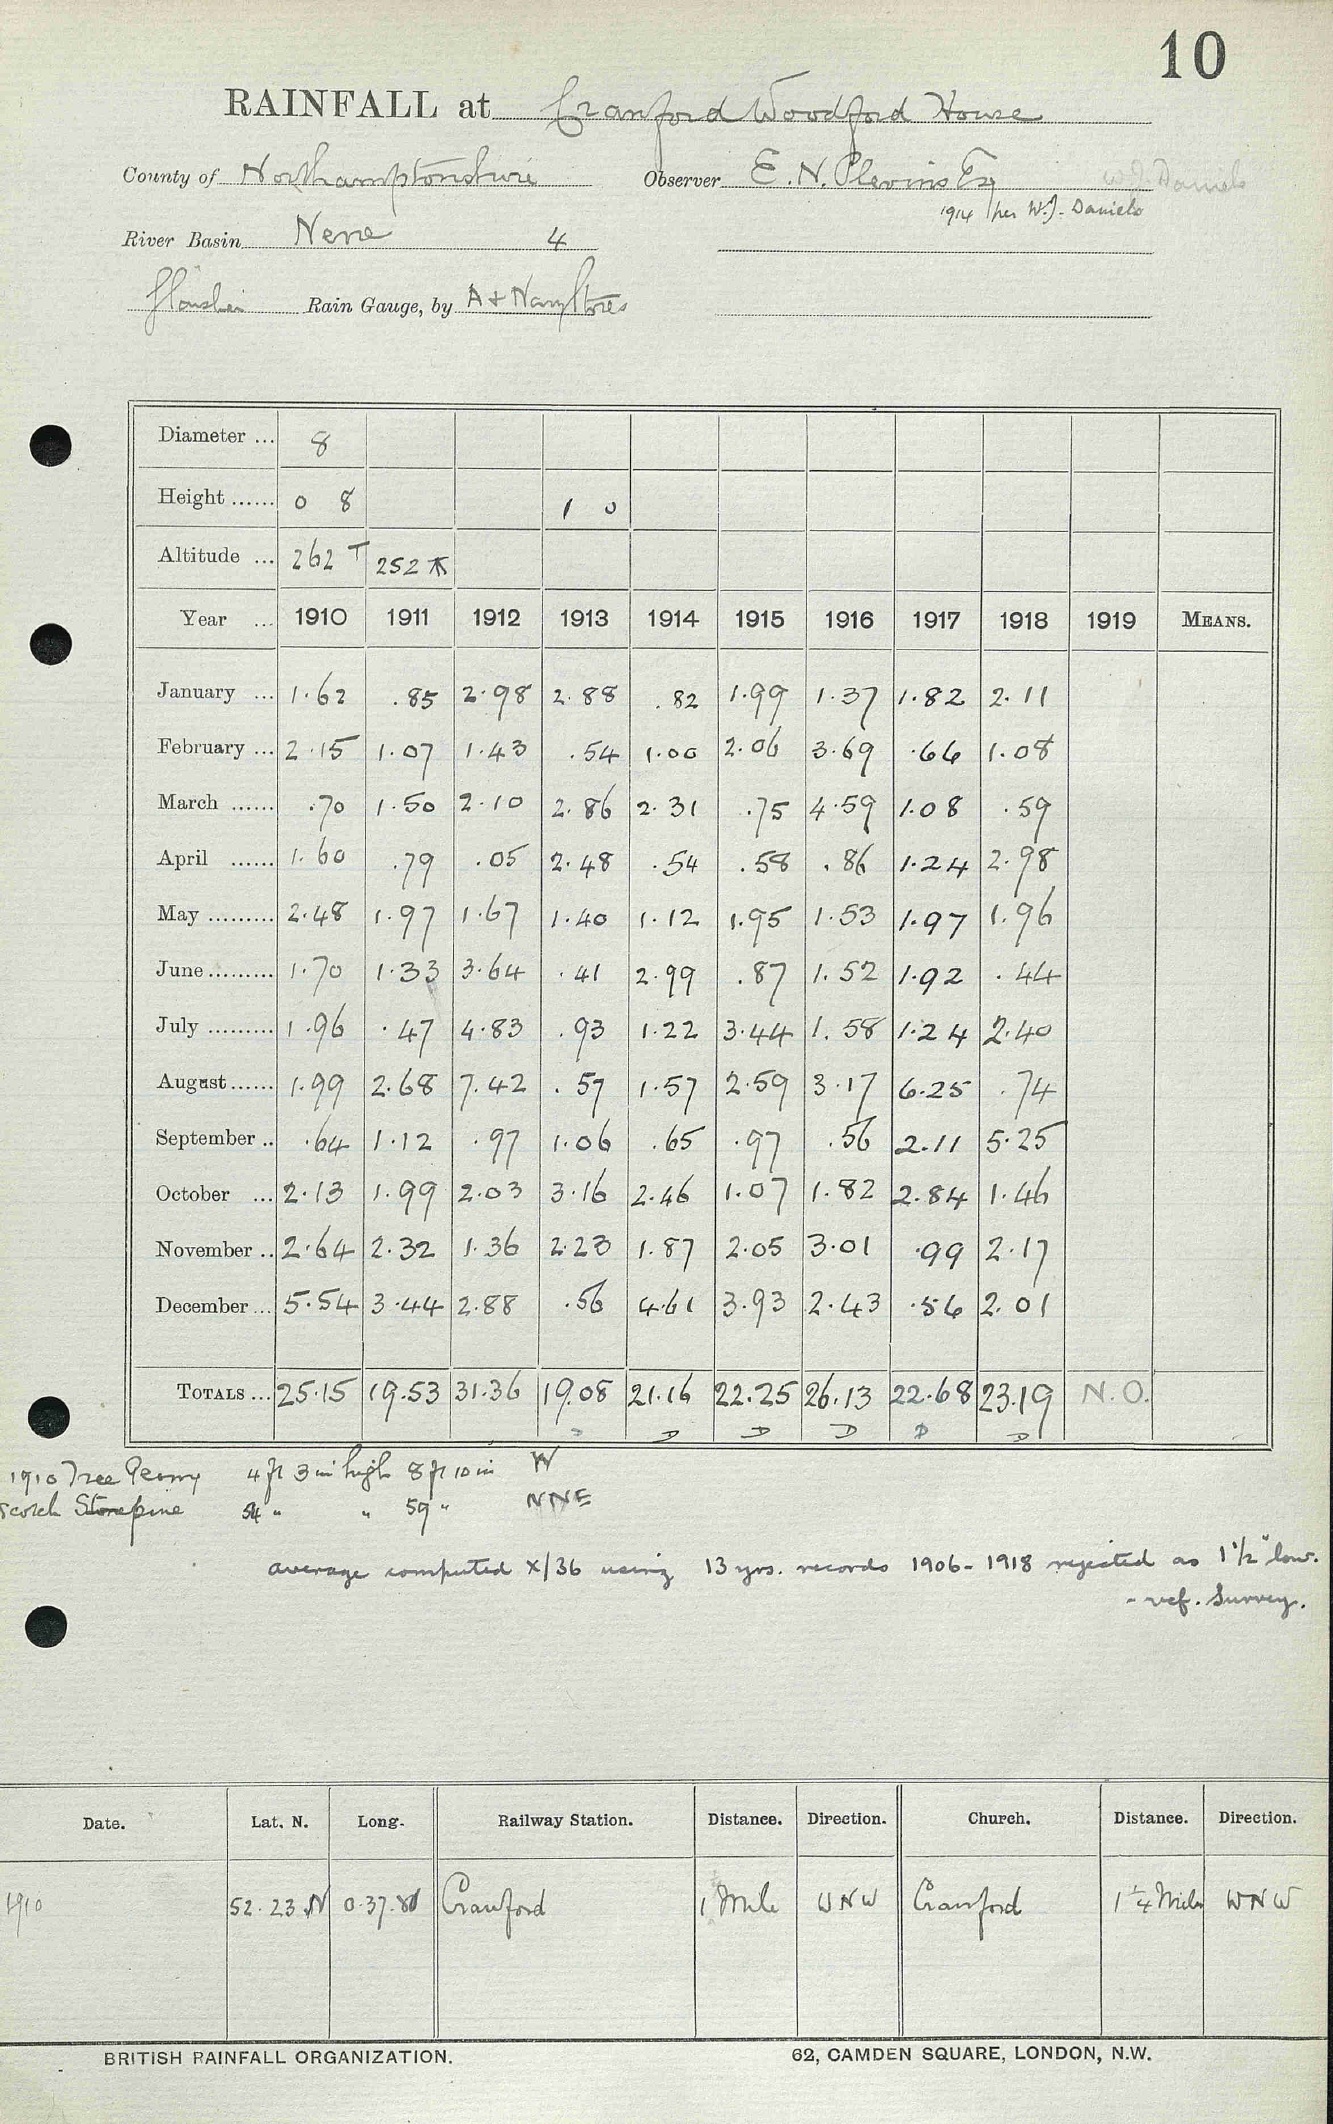 10
RAINFALL at Cranford Woodford House
County of Northamptonshire Observer E. N. Plevins Esq W. J. Daniels
1914 per W. J. Daniels
River Basin Nene 4
Rain Gauge, by A & Navy Stores
Diameter ... 8
Height ...... 0 8 1 0
Altitude ... 262 T 252
Year ... 1910 1911 1912 1913 1914 1915 1916 1917 1918 1919 MEANS.
January ... 1.62 .85 2.98 2.88 .82 1.99 1.37 1.82 2.11
February ... 2.15 1.07 1.43 .54 1.00 2.06 3.69 .66 1.08
March ...... .70 1.50 2.10 2.86 2.31 .75 4.59 1.08 .59
April ...... 1.60 .79 .05 2.48 .54 .58 .86 1.24 2.98
May ......... 2.48 1.97 1.67 1.40 1.12 1.95 1.53 1.97 1.96
June ......... 1.70 1.33 3.64 .41 2.99 .87 1.52 1.92 .44
July ......... 1.96 .47 4.83 .93 1.22 3.44 1.58 1.24 2.40
August ...... 1.99 2.68 7.42 .57 1.57 2.59 3.17 6.25 .74
September .. .64 1.12 .97 1.06 .65 .97 .56 2.11 5.25
October ... 2.13 1.99 2.03 3.16 2.46 1.07 1.82 2.84 1.46
November .. 2.64 2.32 1.36 2.23 1.87 2.05 3.01 .99 2.17
December ... 5.54 3.44 2.88 .56 4.61 3.93 2.43 .56 2.01
TOTALS ... 25.15 19.53 31.36 19.08 21.16 22.25 26.13 22.68 23.19 N.O.
D D D D D D
1910 Tree Peony 4 ft 3 in high 8 ft 10 in W
Scotch Stone pine 54 " " 59 " NNE
average computed x/36 using 13 yrs. records 1906-1918 rejected as 1 1/2" low.
- ref. Survey.
Date. Lat. N. Long. Railway Station. Distance. Direction. Church. Distance. Direction.
1910 52.23 N 0.37.W Cranford 1 Mile WNW Cranford 1 1/4 Miles WNW
BRITISH RAINFALL ORGANIZATION. 62, CAMDEN SQUARE, LONDON, N.W.